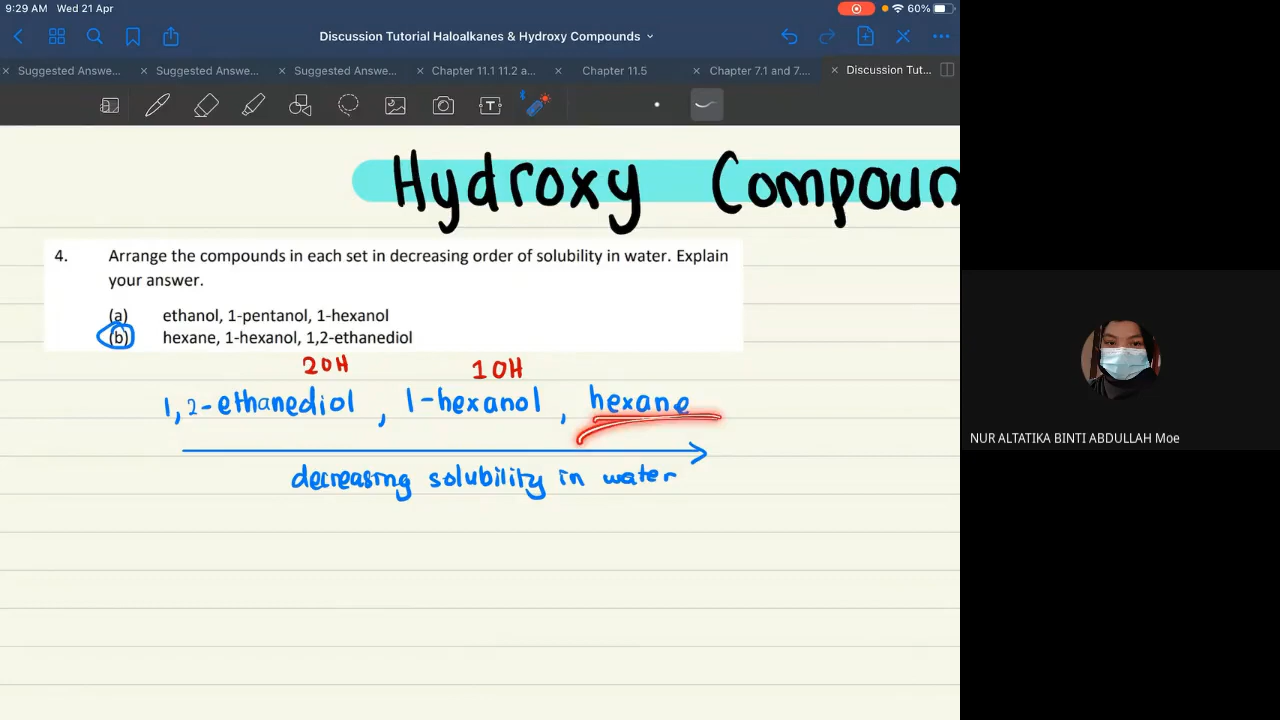 9:29 AM Wed 21 Apr 60%
Discussion Tutorial Haloalkanes & Hydroxy Compounds
Suggested Answe... Suggested Answe... Suggested Answe... Chapter 11.1 11.2 a... Chapter 11.5 Chapter 7.1 and 7.... Discussion Tut...
Hydroxy Compoun
4. Arrange the compounds in each set in decreasing order of solubility in water. Explain
your answer.
(a) ethanol, 1-pentanol, 1-hexanol
(b) hexane, 1-hexanol, 1,2-ethanediol
2OH 1OH
1,2-ethanediol , 1-hexanol , hexane
decreasing solubility in water
NUR ALTATIKA BINTI ABDULLAH Moe